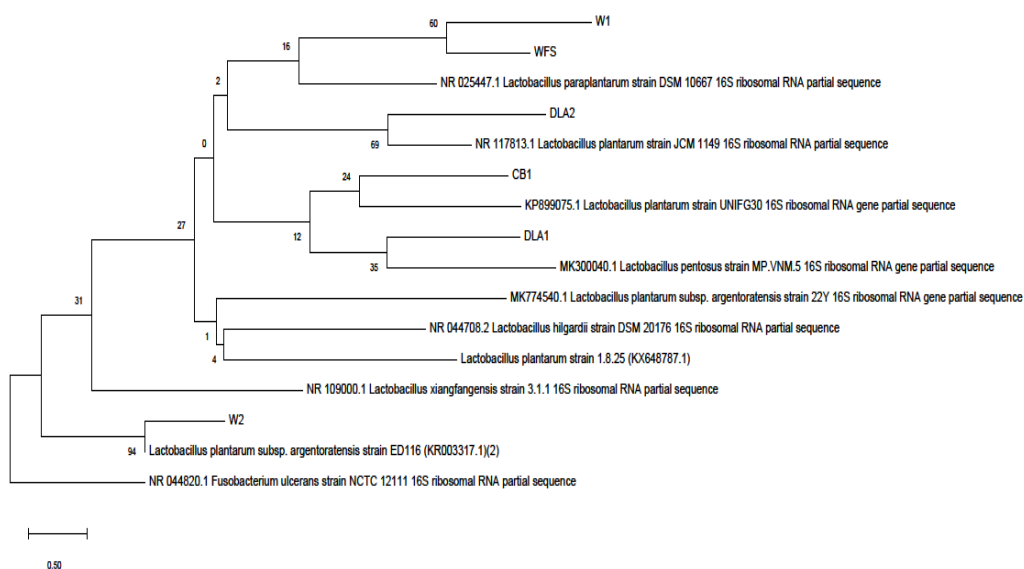 60
W1
16
WFS
2
NR 025447.1 Lactobacillus paraplantarum strain DSM 10667 16S ribosomal RNA partial sequence
DLA2
0
69
NR 117813.1 Lactobacillus plantarum strain JCM 1149 16S ribosomal RNA partial sequence
24
CB1
27
KP899075.1 Lactobacillus plantarum strain UNIFG30 16S ribosomal RNA gene partial sequence
12
DLA1
35
MK300040.1 Lactobacillus pentosus strain MP.VNM.5 16S ribosomal RNA gene partial sequence
31
MK774540.1 Lactobacillus plantarum subsp. argentoratensis strain 22Y 16S ribosomal RNA gene partial sequence
1
NR 044708.2 Lactobacillus hilgardii strain DSM 20176 16S ribosomal RNA partial sequence
4
Lactobacillus plantarum strain 1.8.25 (KX648787.1)
NR 109000.1 Lactobacillus xiangfangensis strain 3.1.1 16S ribosomal RNA partial sequence
W2
94
Lactobacillus plantarum subsp. argentoratensis strain ED116 (KR003317.1)(2)
NR 044820.1 Fusobacterium ulcerans strain NCTC 12111 16S ribosomal RNA partial sequence
0.50